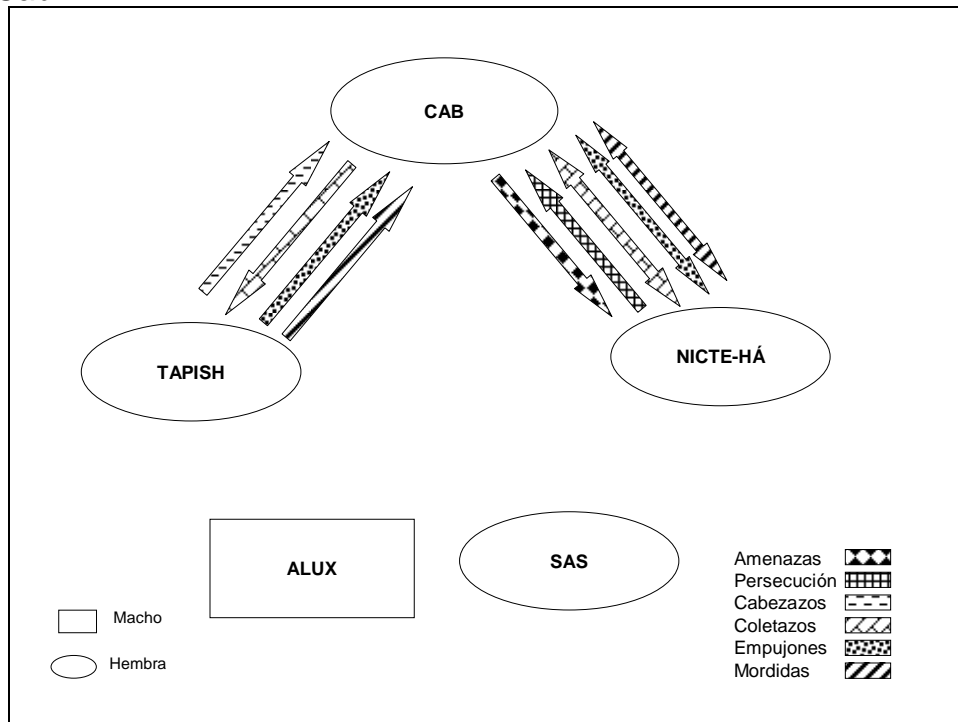 CAB
TAPISH
NICTE-HÁ
ALUX
SAS
Macho
Hembra
Amenazas
Persecución
Cabezazos
Coletazos
Empujones
Mordidas